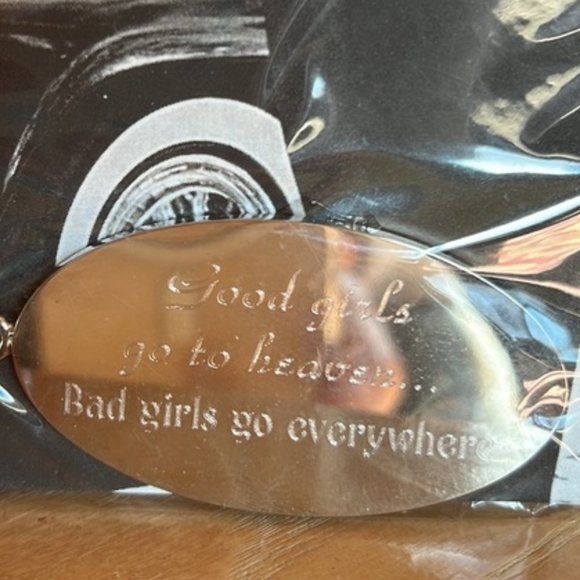 Good girls
go to heaven...
Bad girls go everywhere